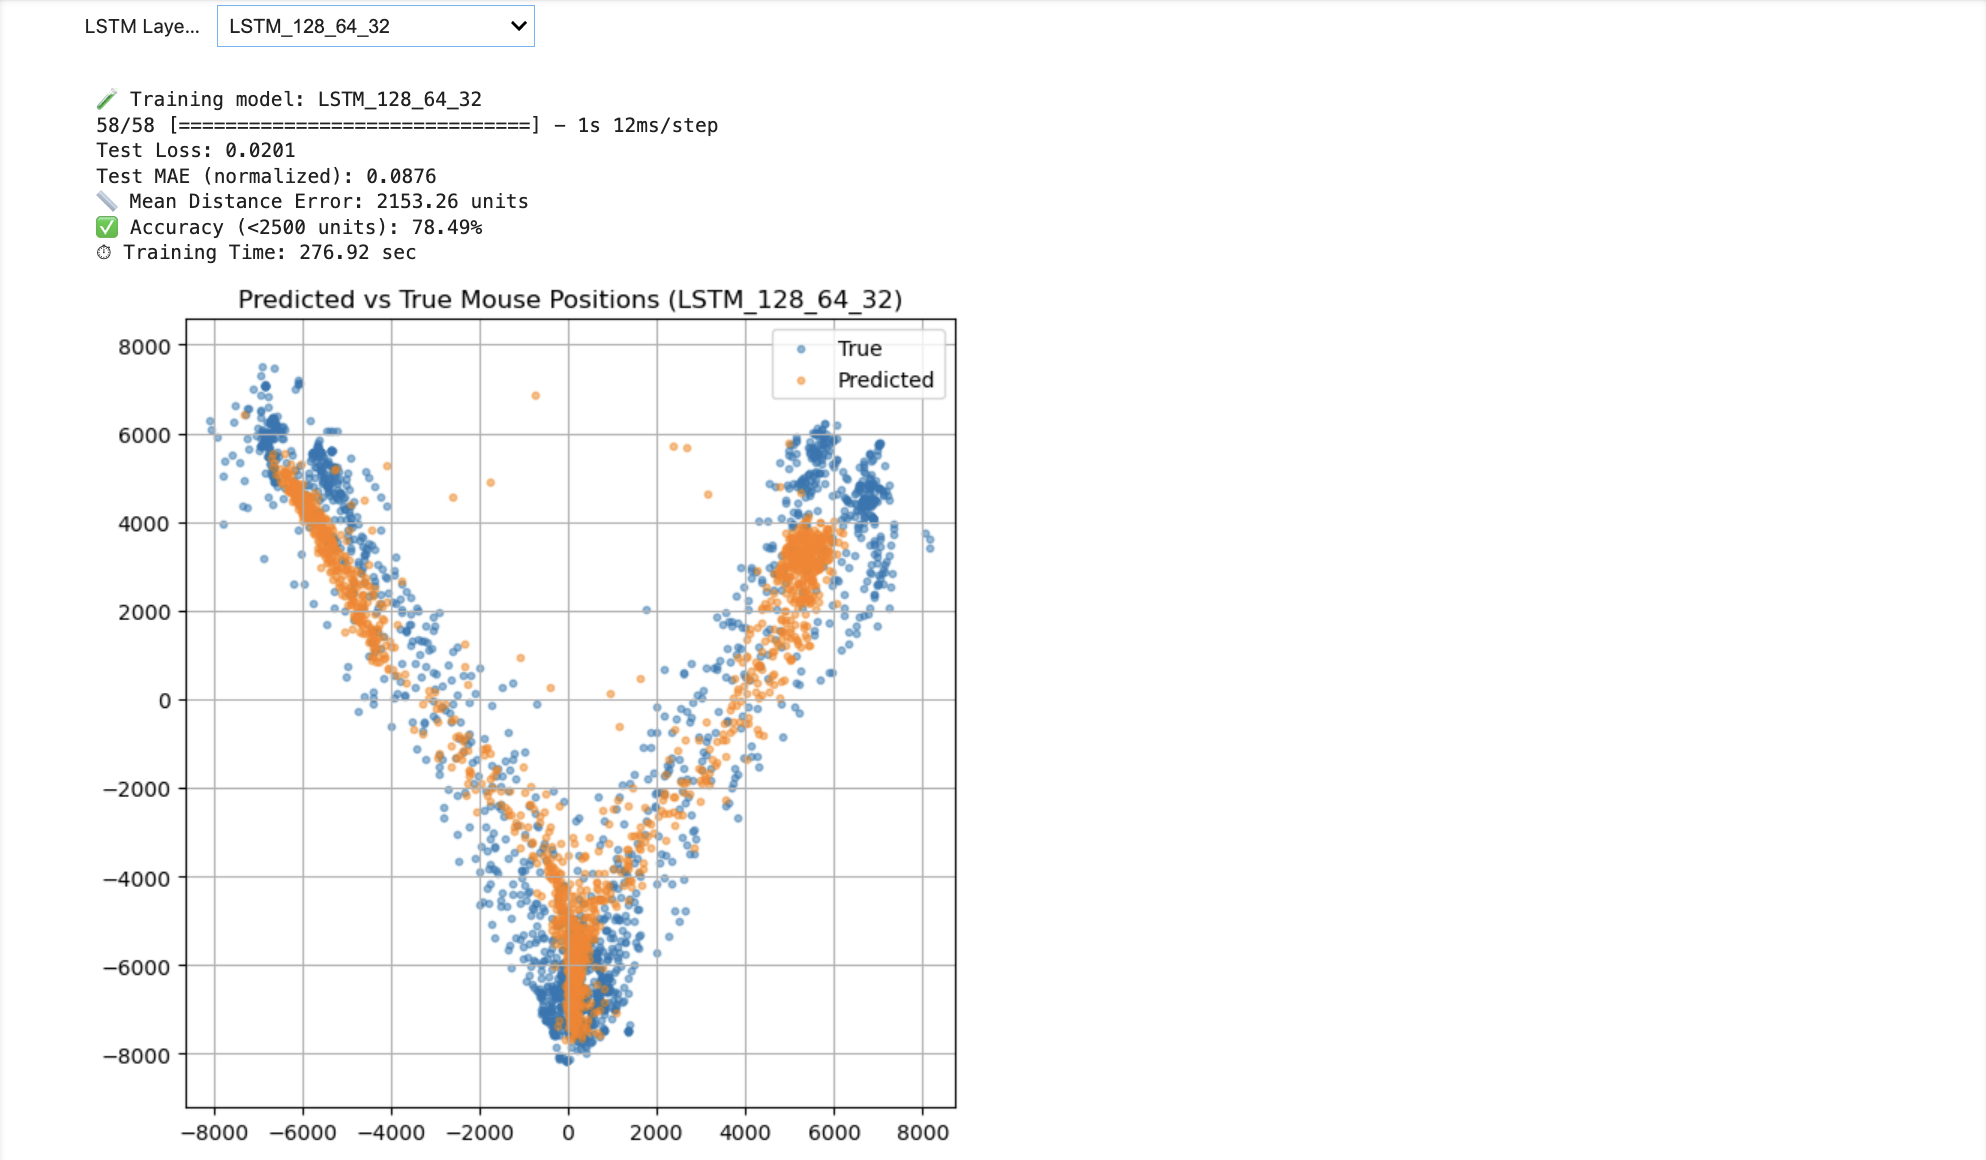 LSTM Laye... LSTM_128_64_32
🧪 Training model: LSTM_128_64_32
58/58 [==============================] - 1s 12ms/step
Test Loss: 0.0201
Test MAE (normalized): 0.0876
📏 Mean Distance Error: 2153.26 units
✅ Accuracy (<2500 units): 78.49%
⏱ Training Time: 276.92 sec
Predicted vs True Mouse Positions (LSTM_128_64_32)
True
Predicted
8000
6000
4000
2000
0
−2000
−4000
−6000
−8000
−8000 −6000 −4000 −2000 0 2000 4000 6000 8000